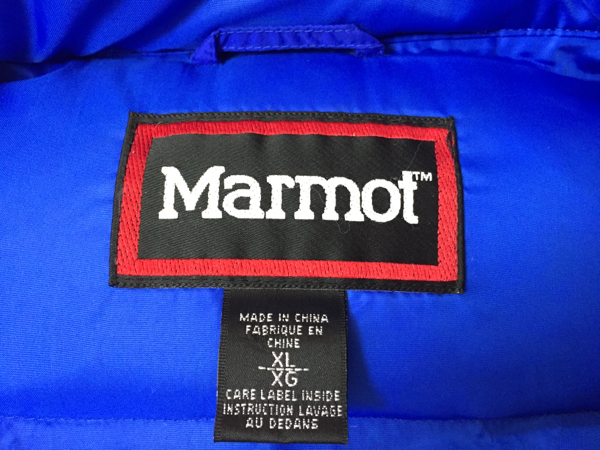 Marmot™
MADE IN CHINA
FABRIQUE EN
CHINE
XL
XG
CARE LABEL INSIDE
INSTRUCTION LAVAGE
AU DEDANS